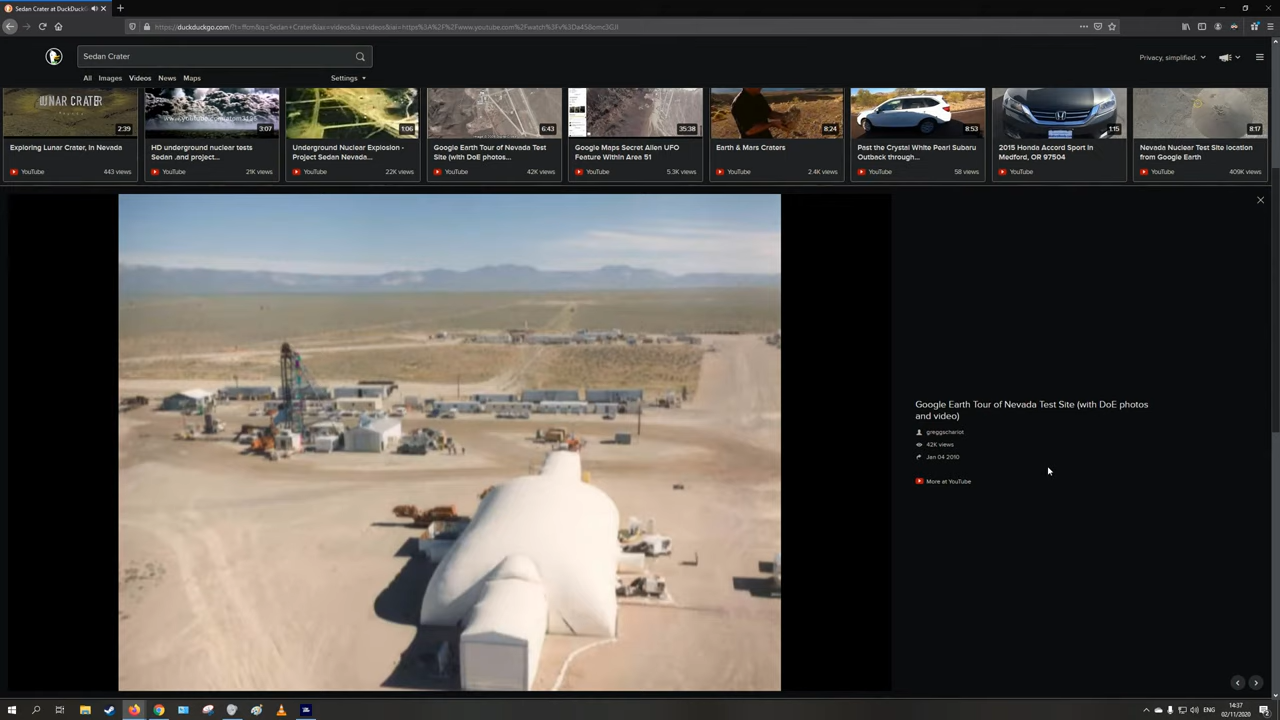 Sedan Crater at DuckDuck
https://duckduckgo.com/
Sedan Crater
Privacy, simplified.
All Images Videos News Maps Settings
LUNAR CRATER
2:39
3:07
1:06
6:43
35:38
8:24
8:53
1:15
8:17
Exploring Lunar Crater, in Nevada
HD underground nuclear tests
Sedan .and project...
Underground Nuclear Explosion -
Project Sedan Nevada...
Google Earth Tour of Nevada Test
Site (with DoE photos...
Google Maps Secret Alien UFO
Feature Within Area 51
Earth & Mars Craters
Past the Crystal White Pearl Subaru
Outback through...
2015 Honda Accord Sport in
Medford, OR 97504
Nevada Nuclear Test Site location
from Google Earth
YouTube 443 views
YouTube 21K views
YouTube 22K views
YouTube 42K views
YouTube 5.3K views
YouTube 2.4K views
YouTube 58 views
YouTube
YouTube 409K views
Google Earth Tour of Nevada Test Site (with DoE photos
and video)
greggschariot
42K views
Jan 04 2010
More at YouTube
ENG
14:37
02/11/2020